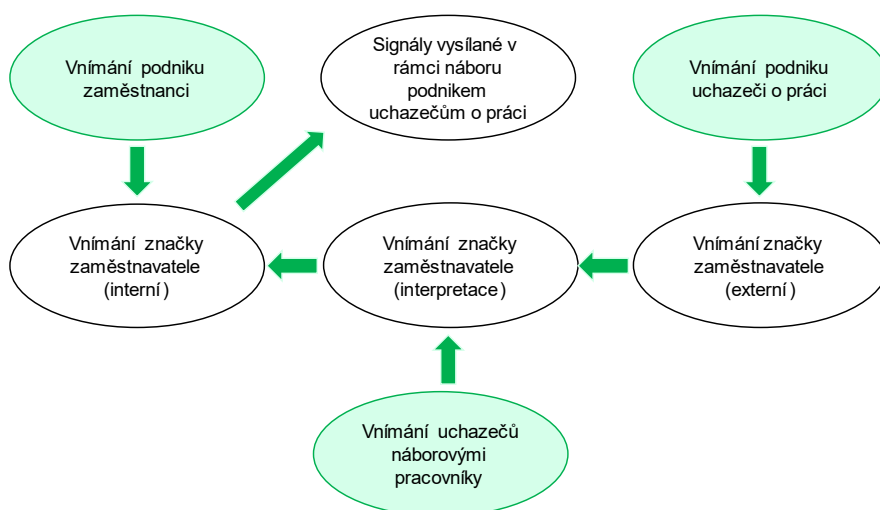 Vnímání podniku
zaměstnanci
Signály vysílané v
rámci náboru
podnikem
uchazečům o práci
Vnímání podniku
uchazeči o práci
Vnímání značky
zaměstnavatele
(interní)
Vnímání značky
zaměstnavatele
(interpretace)
Vnímání značky
zaměstnavatele
(externí)
Vnímání uchazečů
náborovými
pracovníky